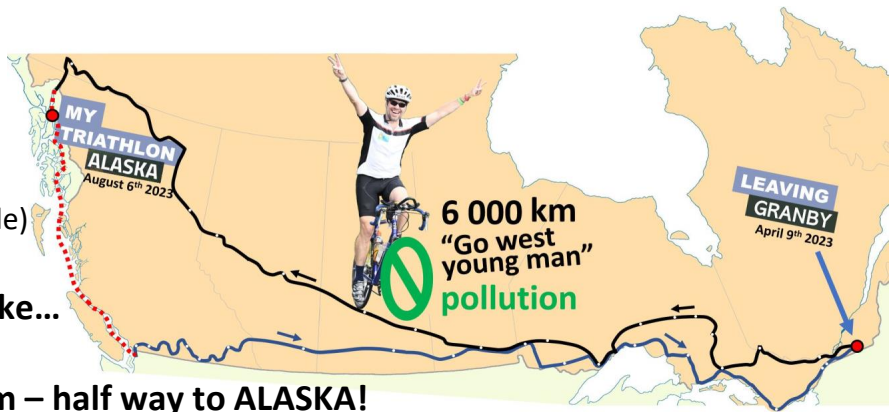 MY
TRIATHLON
ALASKA
August 6th 2023
6 000 km
“Go west
young man”
pollution
LEAVING
GRANBY
April 9th 2023
– half way to ALASKA!